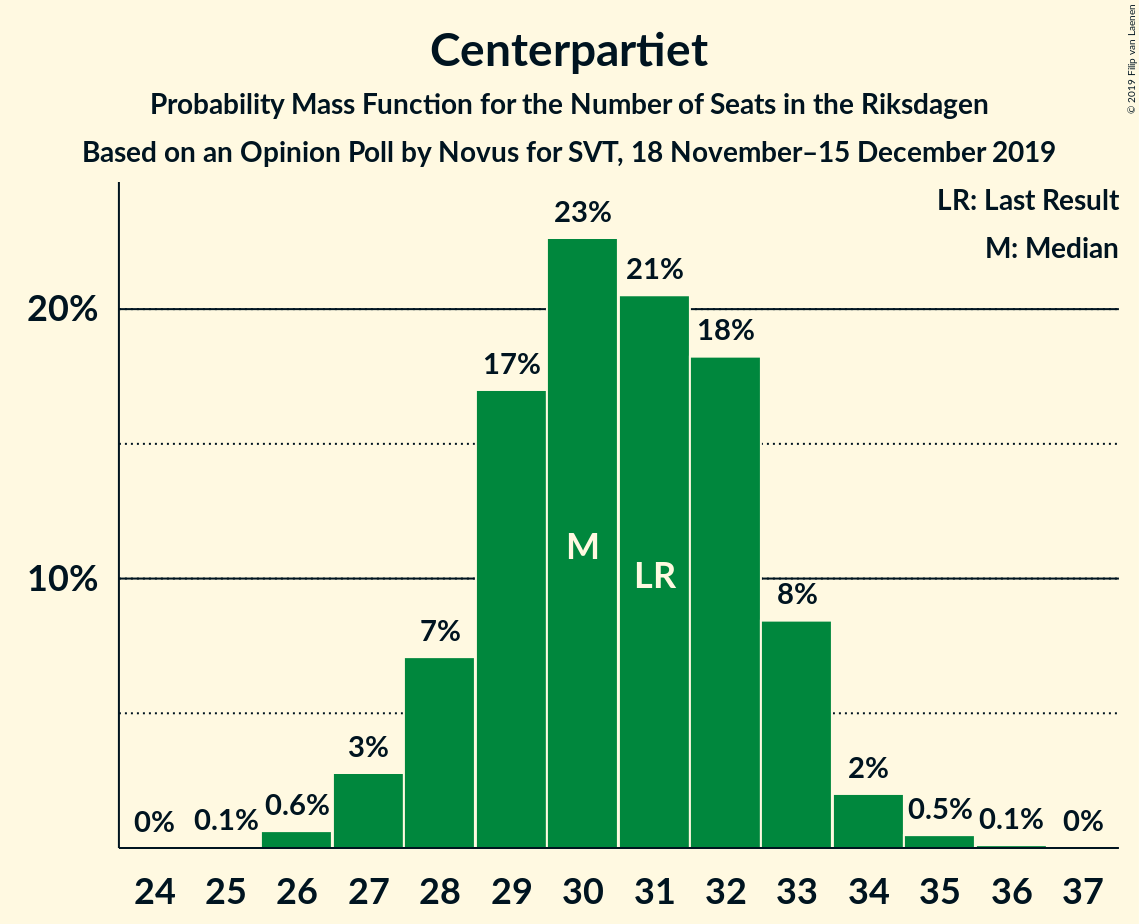 Centerpartiet
Probability Mass Function for the Number of Seats in the Riksdagen
Based on an Opinion Poll by Novus for SVT, 18 November–15 December 2019
© 2019 Filip van Laenen
LR: Last Result
M: Median
20%
10%
0%
0.1%
0.6%
3%
7%
17%
23%
21%
18%
8%
2%
0.5%
0.1%
0%
M
LR
24 25 26 27 28 29 30 31 32 33 34 35 36 37